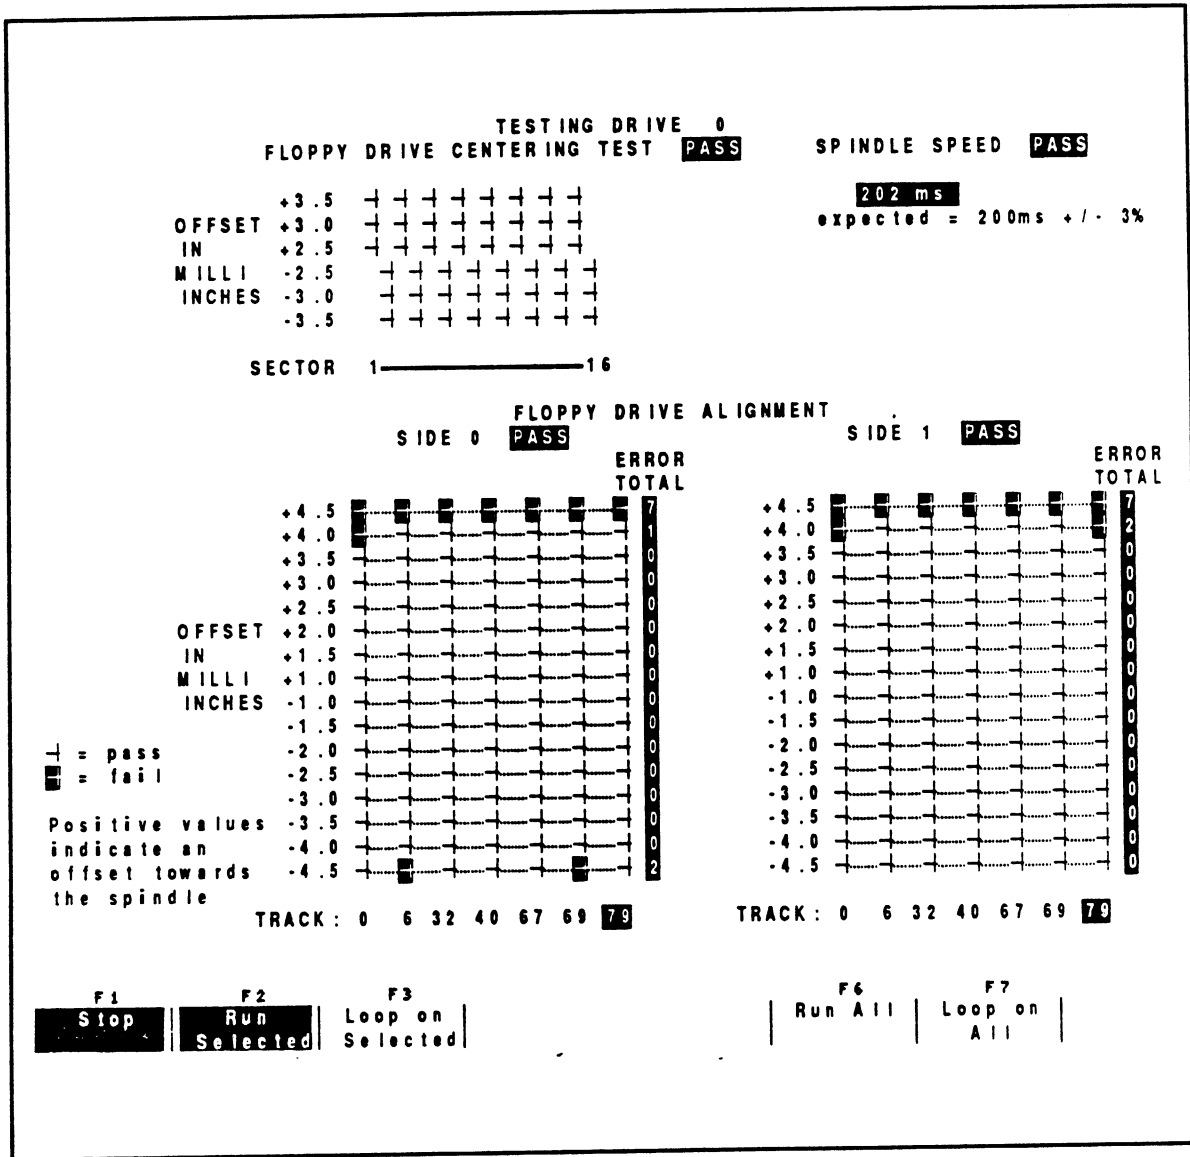 TESTING DRIVE 0
FLOPPY DRIVE CENTERING TEST PASS
SPINDLE SPEED PASS
202 ms
expected = 200ms +/- 3%
+3.5
OFFSET +3.0
IN +2.5
MILLI -2.5
INCHES -3.0
-3.5
SECTOR 1 16
FLOPPY DRIVE ALIGNMENT
SIDE 0 PASS
ERROR
TOTAL
+4.5 7
+4.0 1
+3.5 0
+3.0 0
+2.5 0
OFFSET +2.0 0
IN +1.5 0
MILLI +1.0 0
INCHES -1.0 0
-1.5 0
-2.0 0
-2.5 0
-3.0 0
-3.5 0
-4.0 0
-4.5 2
TRACK: 0 6 32 40 67 69 79
SIDE 1 PASS
ERROR
TOTAL
+4.5 7
+4.0 2
+3.5 0
+3.0 0
+2.5 0
+2.0 0
+1.5 0
+1.0 0
-1.0 0
-1.5 0
-2.0 0
-2.5 0
-3.0 0
-3.5 0
-4.0 0
-4.5 0
TRACK: 0 6 32 40 67 69 79
= pass
= fail
Positive values
indicate an
offset towards
the spindle
F1
Stop
F2
Run
Selected
F3
Loop on
Selected
F6
Run All
F7
Loop on
All